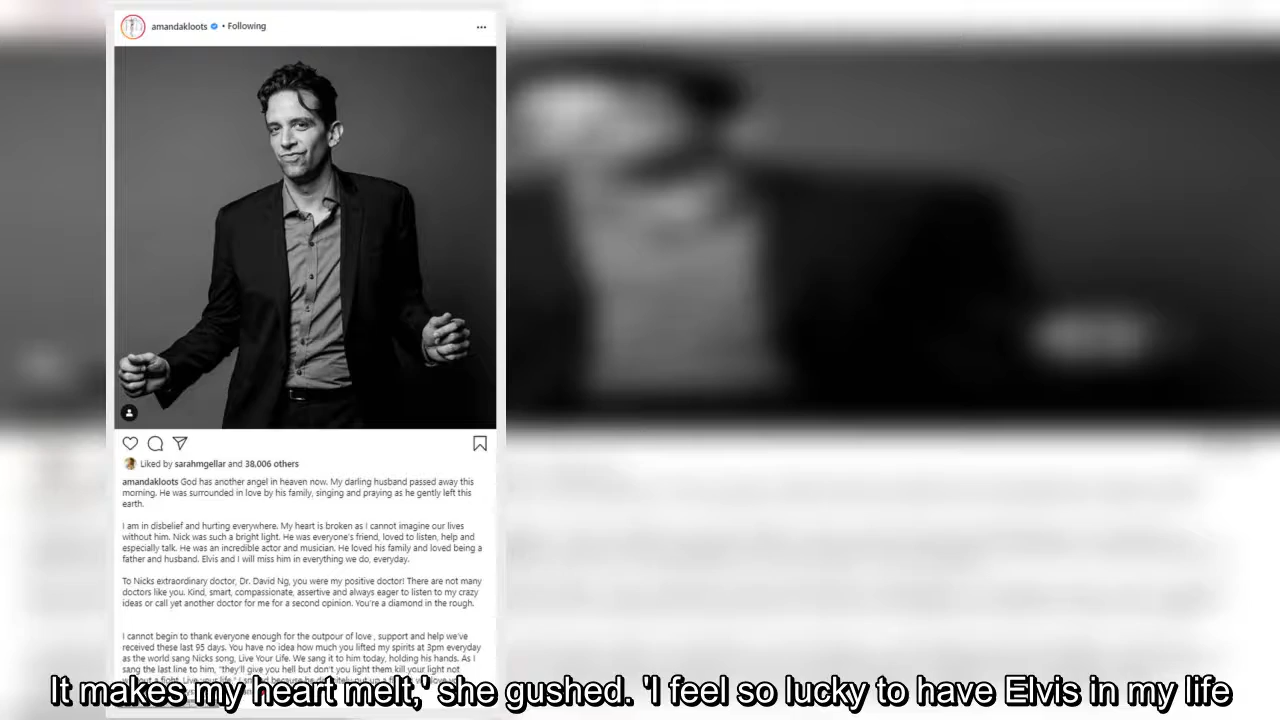 amandakloots • Following
Liked by sarahmgellar and 38,006 others
amandakloots God has another angel in heaven now. My darling husband passed away this
morning. He was surrounded in love by his family, singing and praying as he gently left this
earth.
I am in disbelief and hurting everywhere. My heart is broken as I cannot imagine our lives
without him. Nick was such a bright light. He was everyone's friend, loved to listen, help and
especially talk. He was an incredible actor and musician. He loved his family and loved being a
father and husband. Elvis and I will miss him in everything we do, everyday.
To Nicks extraordinary doctor, Dr. David Ng, you were my positive doctor! There are not many
doctors like you. Kind, smart, compassionate, assertive and always eager to listen to my crazy
ideas or call yet another doctor for me for a second opinion. You're a diamond in the rough.
I cannot begin to thank everyone enough for the outpour of love , support and help we've
received these last 95 days. You have no idea how much you lifted my spirits at 3pm everyday
as the world sang Nicks song, Live Your Life. We sang it to him today, holding his hands. As I
sang the last line to him, "they'll give you hell but don't you light them kill your light not
It makes my heart melt,' she gushed. 'I feel so lucky to have Elvis in my life